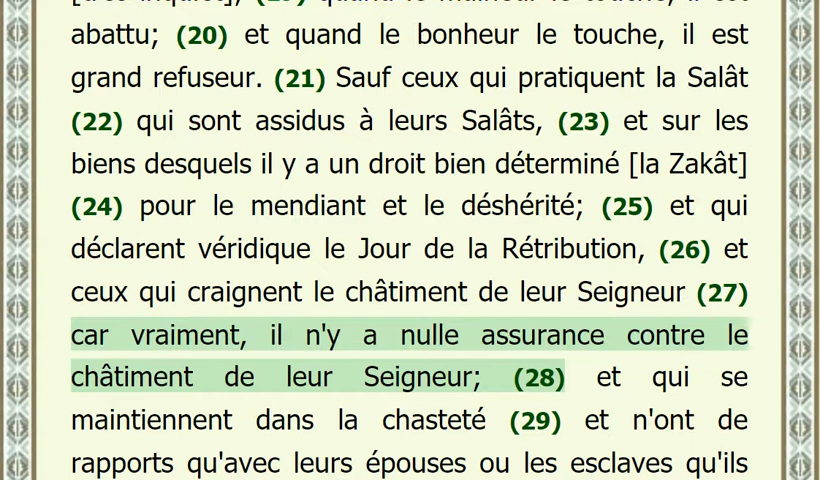 abattu; (20) et quand le bonheur le touche, il est
grand refuseur. (21) Sauf ceux qui pratiquent la Salât
(22) qui sont assidus à leurs Salâts, (23) et sur les
biens desquels il y a un droit bien déterminé [la Zakât]
(24) pour le mendiant et le déshérité; (25) et qui
déclarent véridique le Jour de la Rétribution, (26) et
ceux qui craignent le châtiment de leur Seigneur (27)
car vraiment, il n'y a nulle assurance contre le
châtiment de leur Seigneur; (28) et qui se
maintiennent dans la chasteté (29) et n'ont de
rapports qu'avec leurs épouses ou les esclaves qu'ils